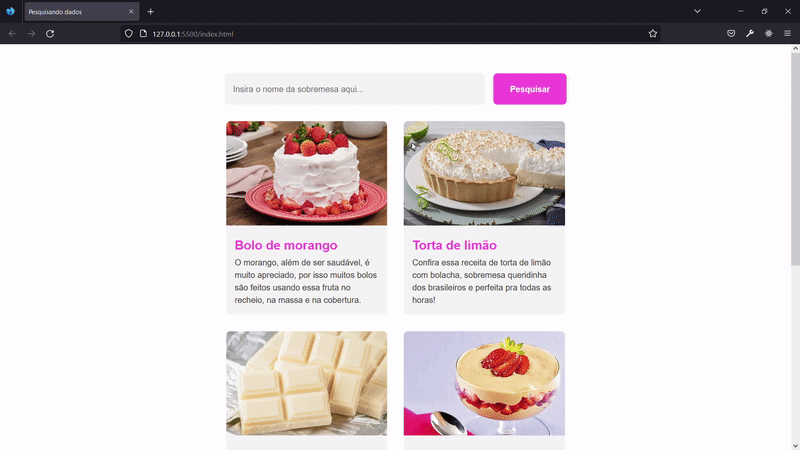 Pesquisando dados
127.0.0.1:5500/index.html
Insira o nome da sobremesa aqui...
Pesquisar
Bolo de morango
O morango, além de ser saudável, é
muito apreciado, por isso muitos bolos
são feitos usando essa fruta no
recheio, na massa e na cobertura.
Torta de limão
Confira essa receita de torta de limão
com bolacha, sobremesa queridinha
dos brasileiros e perfeita pra todas as
horas!